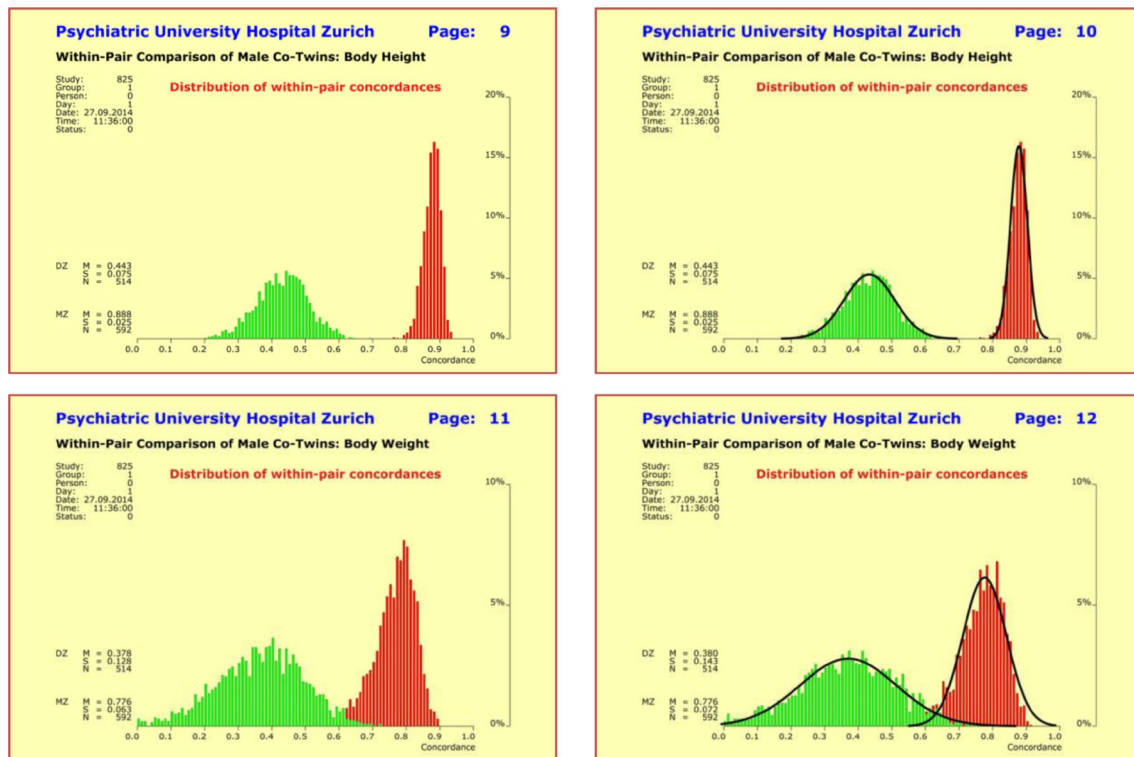 Psychiatric University Hospital Zurich Page: 9
Within-Pair Comparison of Male Co-Twins: Body Height
Study: 825
Group: 1
Person: 0
Day: 1
Date: 27.09.2014
Time: 11:36:00
Status: 0
Distribution of within-pair concordances
20%
15%
10%
5%
0%
DZ M = 0.443
S = 0.075
N = 514
MZ M = 0.888
S = 0.025
N = 592
0.0 0.1 0.2 0.3 0.4 0.5 0.6 0.7 0.8 0.9 1.0
Concordance
Psychiatric University Hospital Zurich Page: 10
Within-Pair Comparison of Male Co-Twins: Body Height
Study: 825
Group: 1
Person: 0
Day: 1
Date: 27.09.2014
Time: 11:36:00
Status: 0
Distribution of within-pair concordances
20%
15%
10%
5%
0%
DZ M = 0.443
S = 0.075
N = 514
MZ M = 0.888
S = 0.025
N = 592
0.0 0.1 0.2 0.3 0.4 0.5 0.6 0.7 0.8 0.9 1.0
Concordance
Psychiatric University Hospital Zurich Page: 11
Within-Pair Comparison of Male Co-Twins: Body Weight
Study: 825
Group: 1
Person: 0
Day: 1
Date: 27.09.2014
Time: 11:36:00
Status: 0
Distribution of within-pair concordances
10%
5%
0%
DZ M = 0.378
S = 0.128
N = 514
MZ M = 0.776
S = 0.063
N = 592
0.0 0.1 0.2 0.3 0.4 0.5 0.6 0.7 0.8 0.9 1.0
Concordance
Psychiatric University Hospital Zurich Page: 12
Within-Pair Comparison of Male Co-Twins: Body Weight
Study: 825
Group: 1
Person: 0
Day: 1
Date: 27.09.2014
Time: 11:36:00
Status: 0
Distribution of within-pair concordances
10%
5%
0%
DZ M = 0.380
S = 0.143
N = 514
MZ M = 0.776
S = 0.072
N = 592
0.0 0.1 0.2 0.3 0.4 0.5 0.6 0.7 0.8 0.9 1.0
Concordance